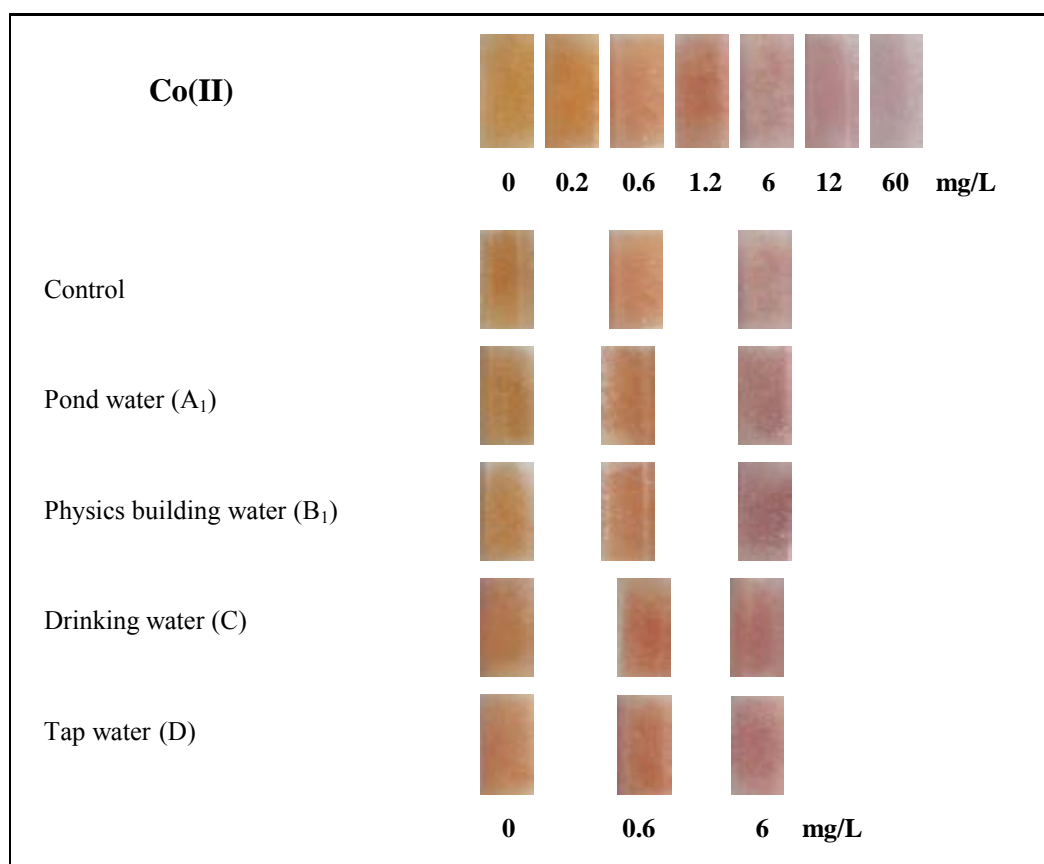 Co(II)
0 0.2 0.6 1.2 6 12 60 mg/L
Control
Pond water (A₁)
Physics building water (B₁)
Drinking water (C)
Tap water (D)
0 0.6 6 mg/L